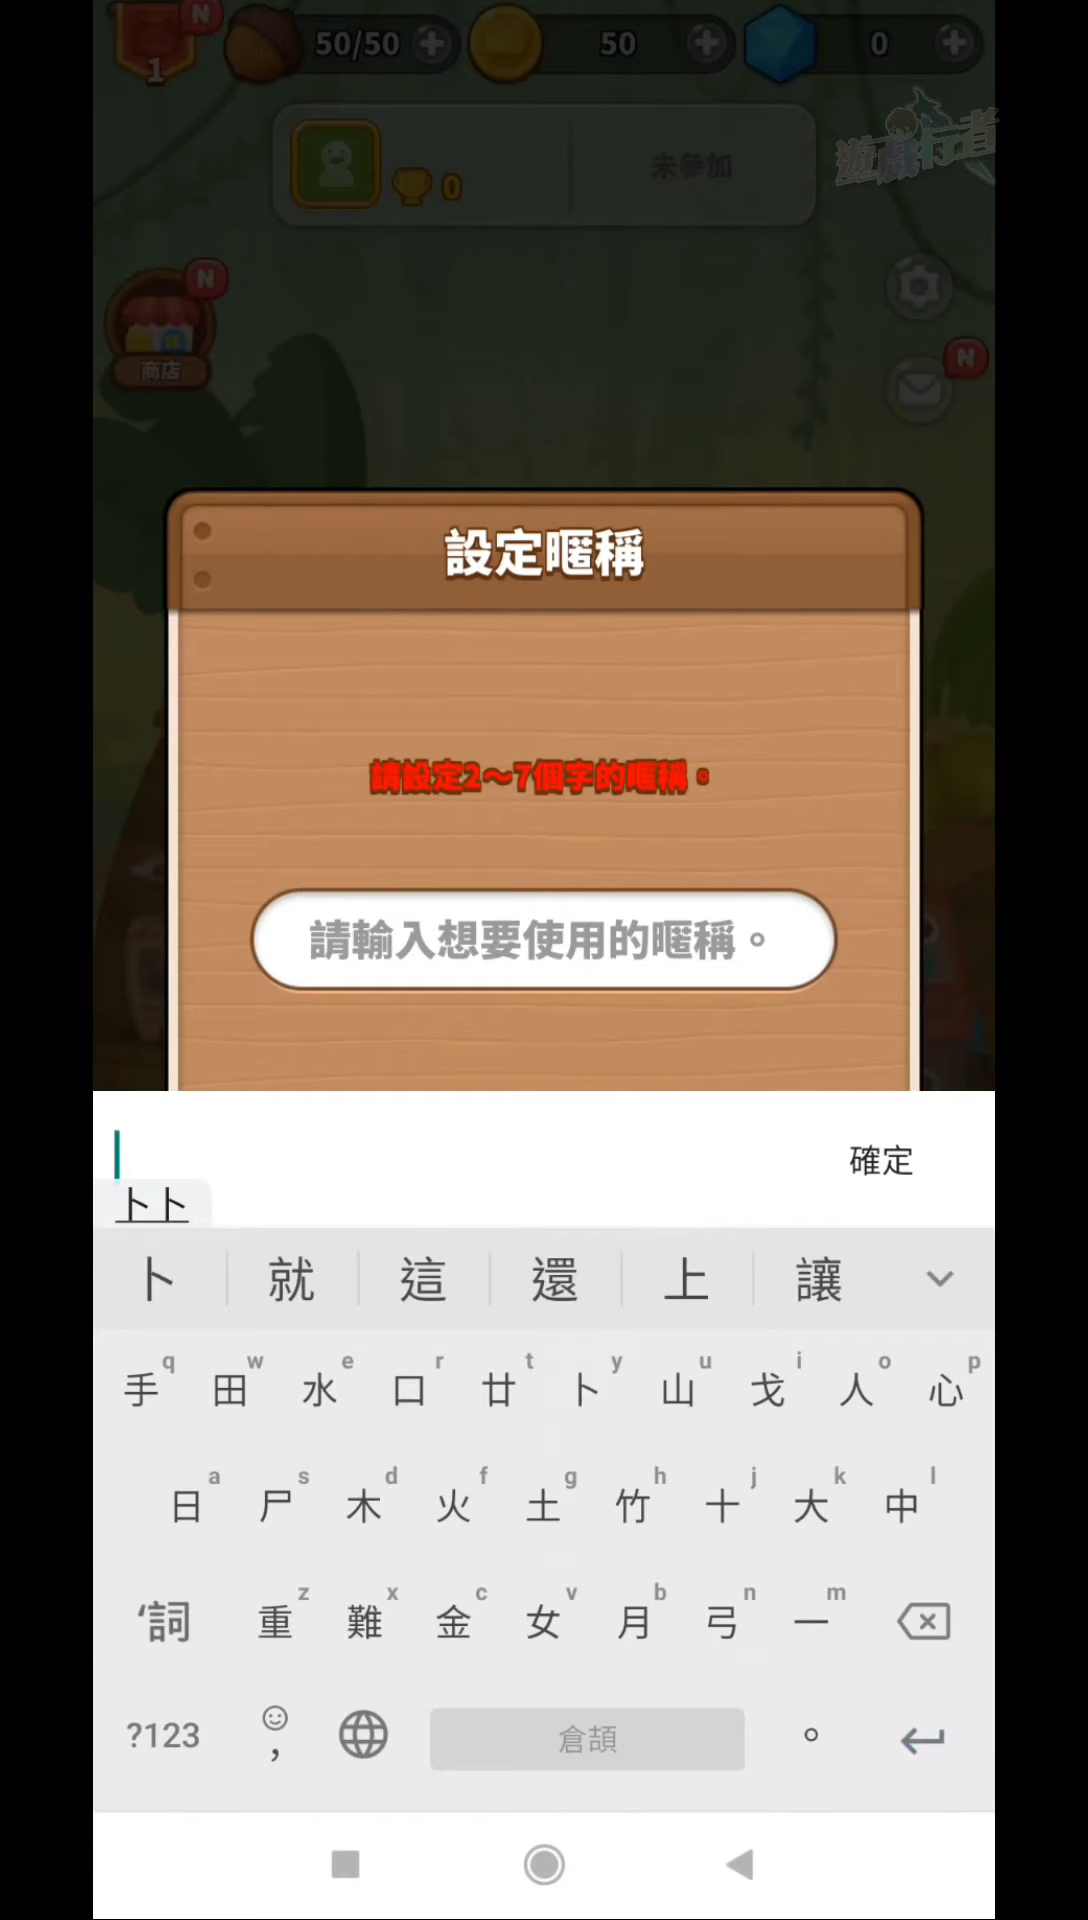 N
1
50/50
50
0
遊戲行者
0
未參加
N
商店
N
設定暱稱
請設定2～7個字的暱稱。
請輸入想要使用的暱稱。
確定
卜卜
卜 就 這 還 上 讓
q w e r t y u i o p
手 田 水 口 廿 卜 山 戈 人 心
a s d f g h j k l
日 尸 木 火 土 竹 十 大 中
z x c v b n m
'詞 重 難 金 女 月 弓 一
?123 , 倉頡 。